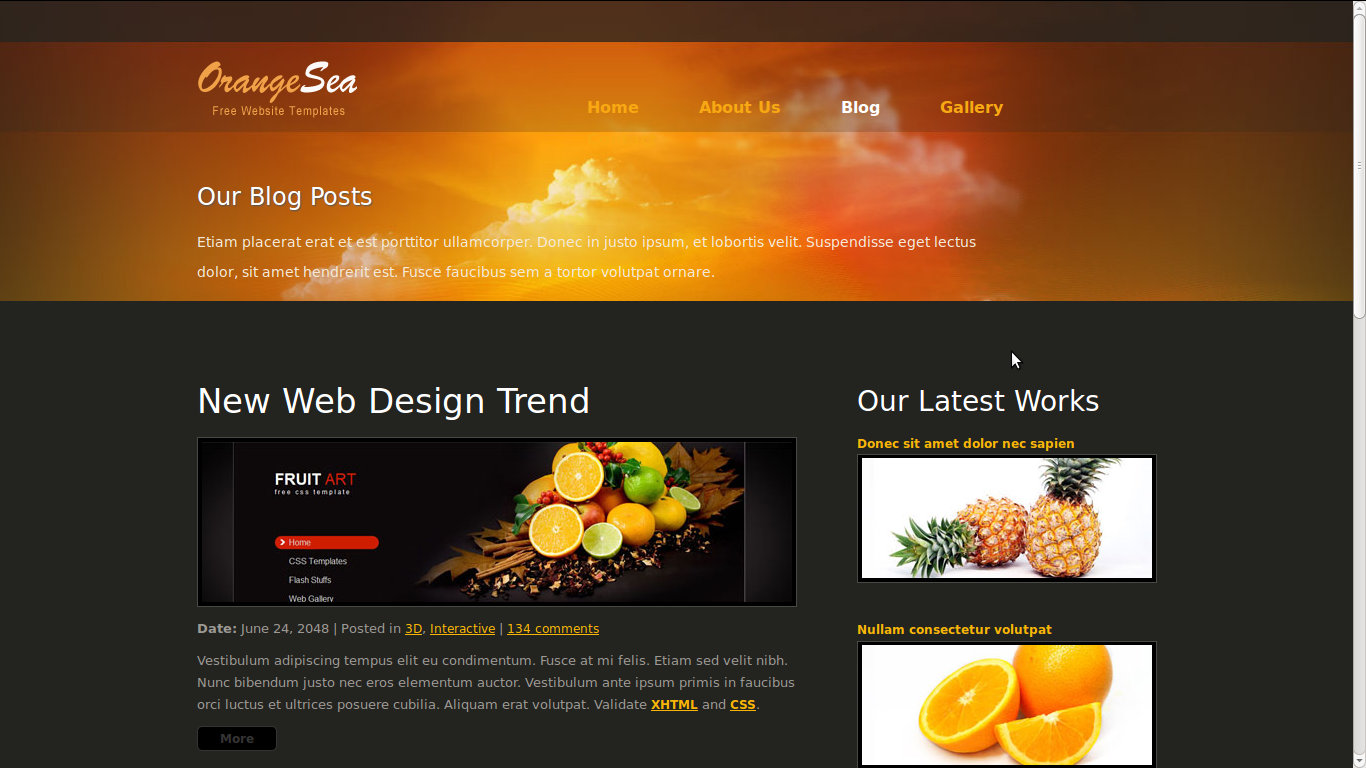 OrangeSea
Free Website Templates
Home About Us Blog Gallery
Our Blog Posts
Etiam placerat erat et est porttitor ullamcorper. Donec in justo ipsum, et lobortis velit. Suspendisse eget lectus
dolor, sit amet hendrerit est. Fusce faucibus sem a tortor volutpat ornare.
New Web Design Trend
FRUIT ART
free css template
Home
CSS Templates
Flash Stuffs
Web Gallery
Date: June 24, 2048 | Posted in 3D, Interactive | 134 comments
Vestibulum adipiscing tempus elit eu condimentum. Fusce at mi felis. Etiam sed velit nibh.
Nunc bibendum justo nec eros elementum auctor. Vestibulum ante ipsum primis in faucibus
orci luctus et ultrices posuere cubilia. Aliquam erat volutpat. Validate XHTML and CSS.
More
Our Latest Works
Donec sit amet dolor nec sapien
Nullam consectetur volutpat